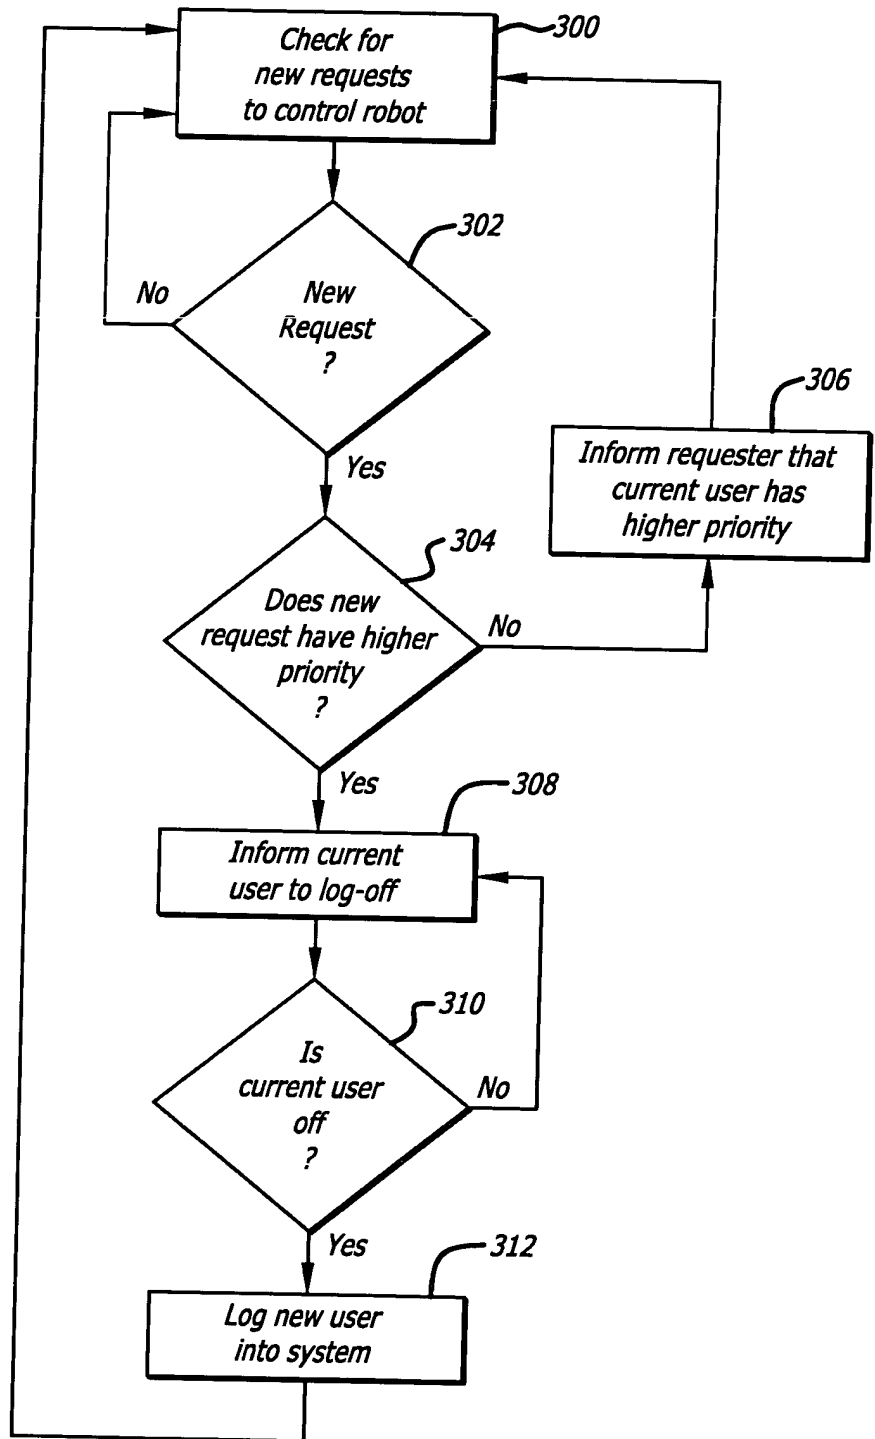 Check for
new requests
to control robot
300
302
No
New
Request
?
Yes
306
Inform requester that
current user has
higher priority
304
Does new
request have higher
priority
?
No
Yes
308
Inform current
user to log-off
310
Is
current user
off
?
No
Yes
312
Log new user
into system